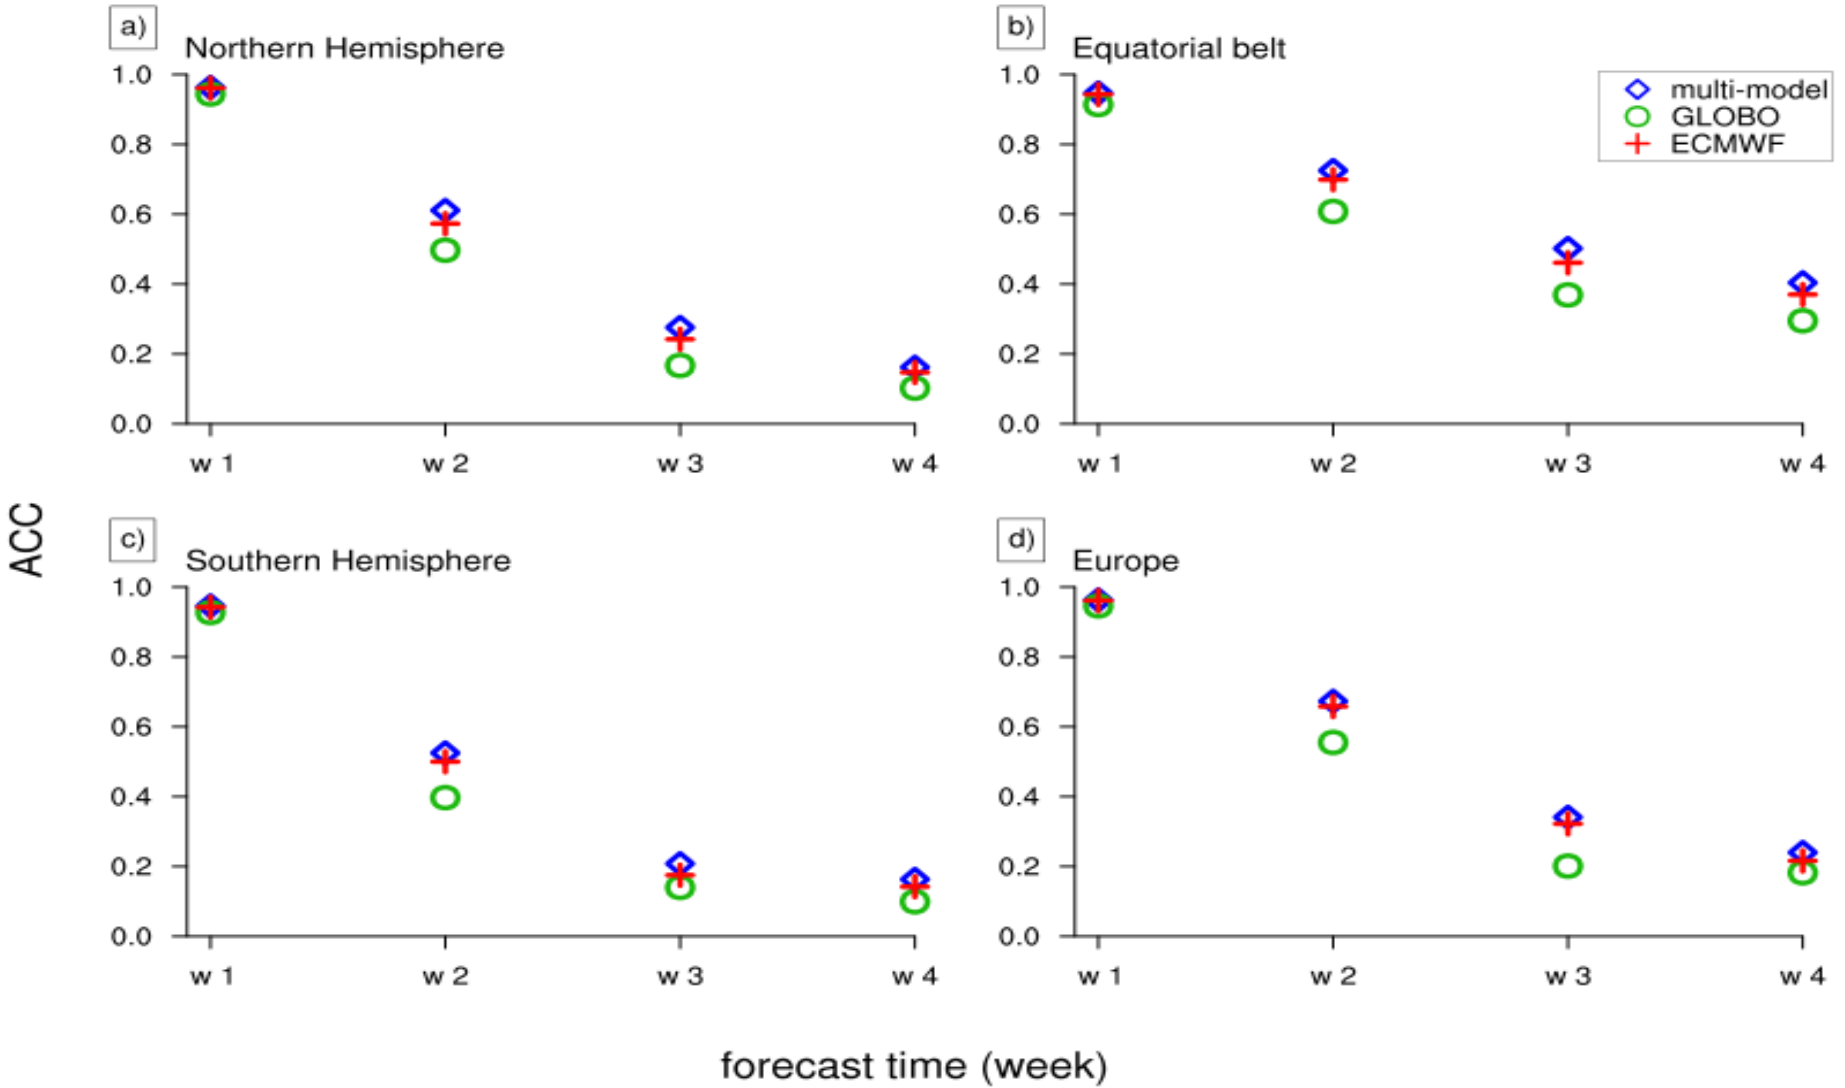 a)
Northern Hemisphere
1.0
0.8
0.6
0.4
0.2
0.0
w 1 w 2 w 3 w 4
b)
Equatorial belt
multi-model
GLOBO
ECMWF
1.0
0.8
0.6
0.4
0.2
0.0
w 1 w 2 w 3 w 4
ACC
c)
Southern Hemisphere
1.0
0.8
0.6
0.4
0.2
0.0
w 1 w 2 w 3 w 4
d)
Europe
1.0
0.8
0.6
0.4
0.2
0.0
w 1 w 2 w 3 w 4
forecast time (week)